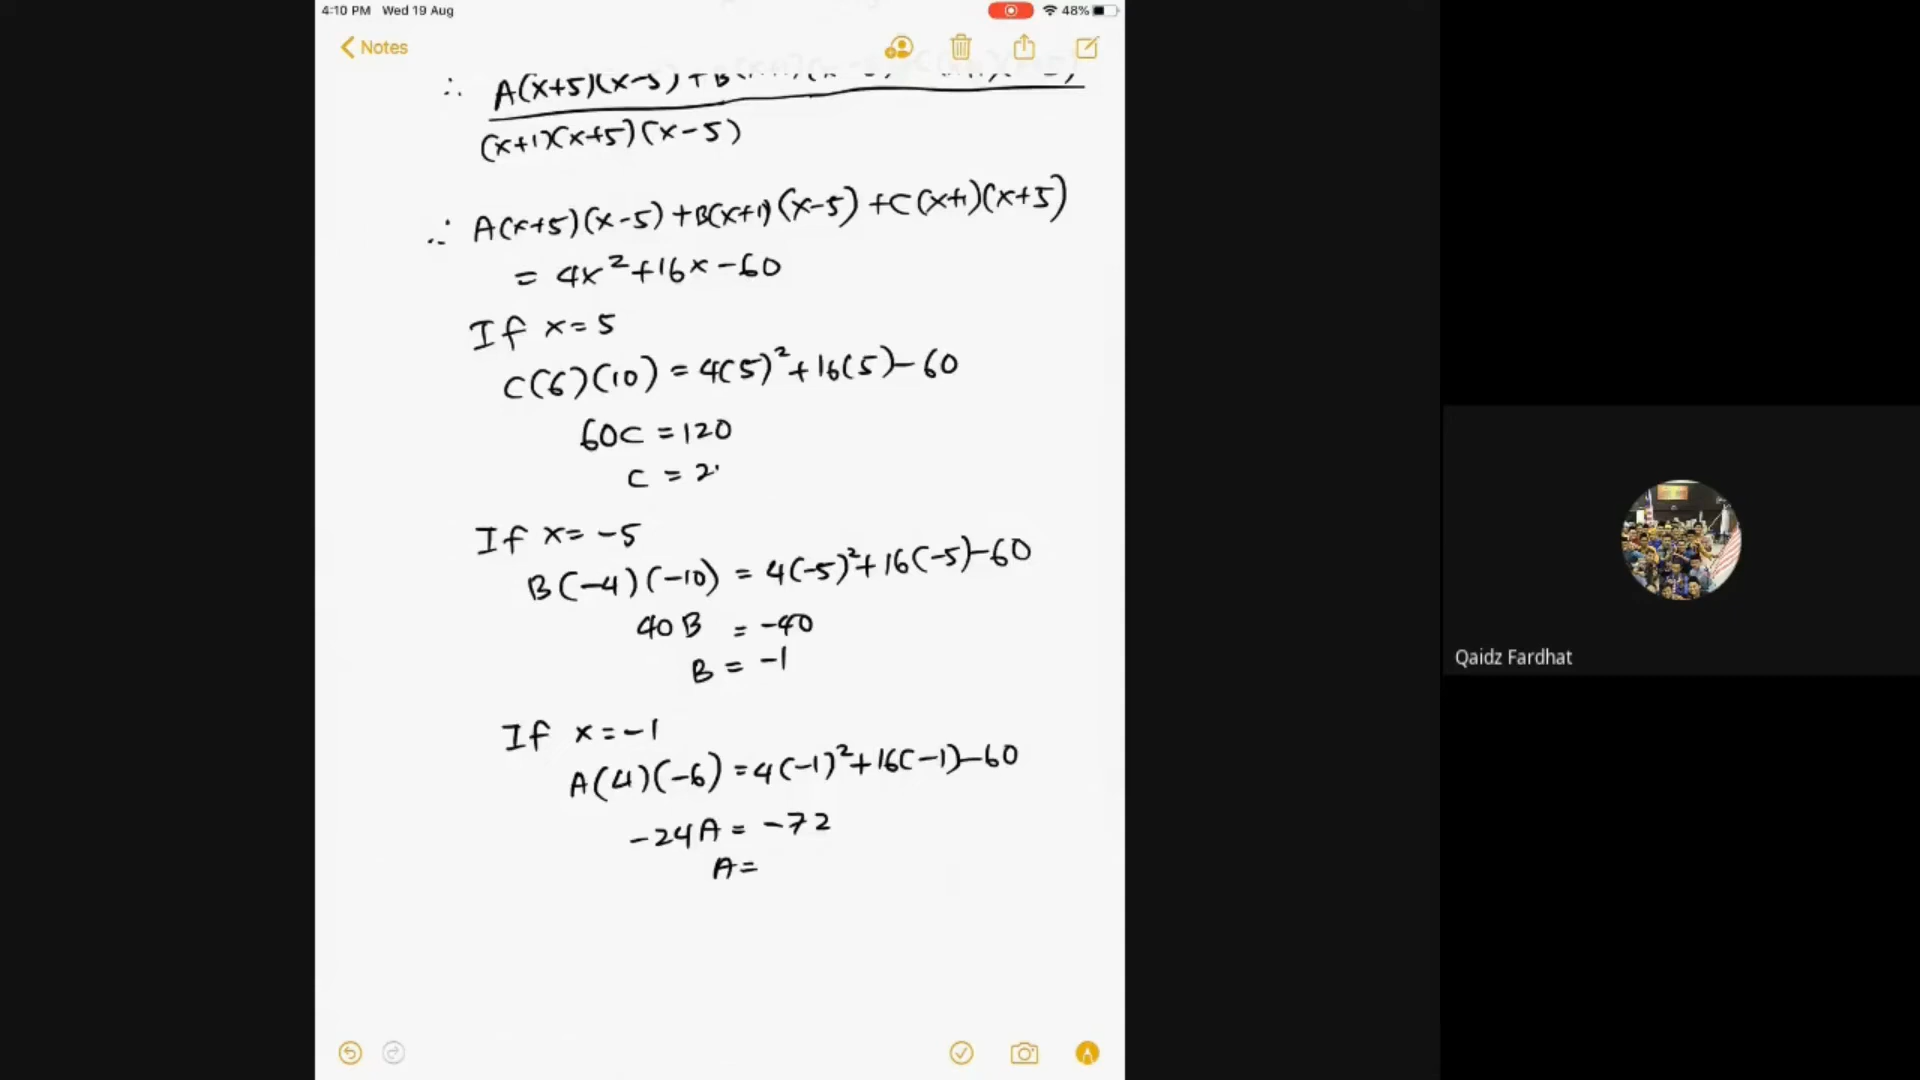 4:10 PM Wed 19 Aug
48%
Notes
∴ A(x+5)(x-5)+B
(x+1)(x+5)(x-5)
∴ A(x+5)(x-5)+B(x+1)(x-5)+C(x+1)(x+5)
= 4x²+16x-60
If x=5
C(6)(10) = 4(5)²+16(5)-60
60C = 120
C = 2
If x=-5
B(-4)(-10) = 4(-5)²+16(-5)-60
40B = -40
B = -1
If x=-1
A(4)(-6) = 4(-1)²+16(-1)-60
-24A = -72
A=
Qaidz Fardhat